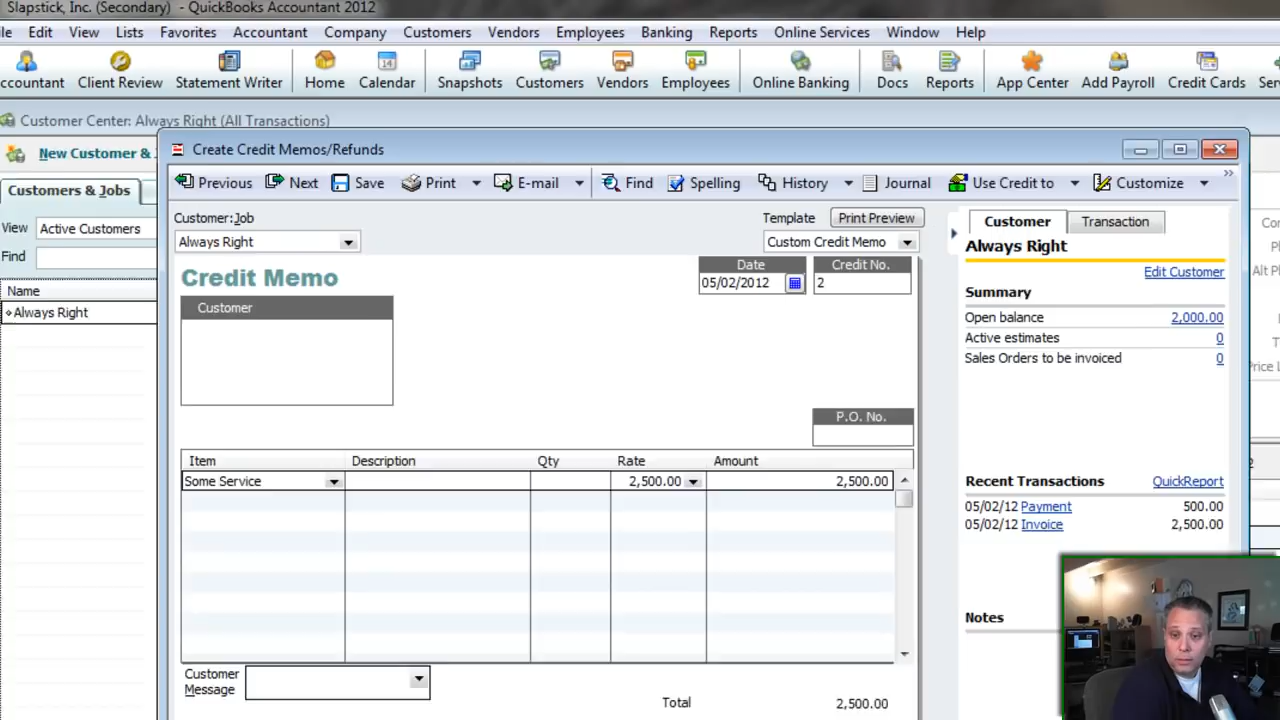 Slapstick, Inc. (Secondary) - QuickBooks Accountant 2012
le Edit View Lists Favorites Accountant Company Customers Vendors Employees Banking Reports Online Services Window Help
ccountant Client Review Statement Writer Home Calendar Snapshots Customers Vendors Employees Online Banking Docs Reports App Center Add Payroll Credit Cards Serv
Customer Center: Always Right (All Transactions)
New Customer &
Create Credit Memos/Refunds
Customers & Jobs
Previous Next Save Print E-mail Find Spelling History Journal Use Credit to Customize
View Active Customers
Find
Name
Always Right
Customer:Job
Template Print Preview
Always Right
Custom Credit Memo
Credit Memo
Date Credit No.
05/02/2012 2
Customer
P.O. No.
Item Description Qty Rate Amount
Some Service 2,500.00 2,500.00
Customer
Message
Total 2,500.00
Customer Transaction
Always Right
Edit Customer
Summary
Open balance 2,000.00
Active estimates 0
Sales Orders to be invoiced 0
Recent Transactions QuickReport
05/02/12 Payment 500.00
05/02/12 Invoice 2,500.00
Notes
Co
P
Alt P
T
Price L
2